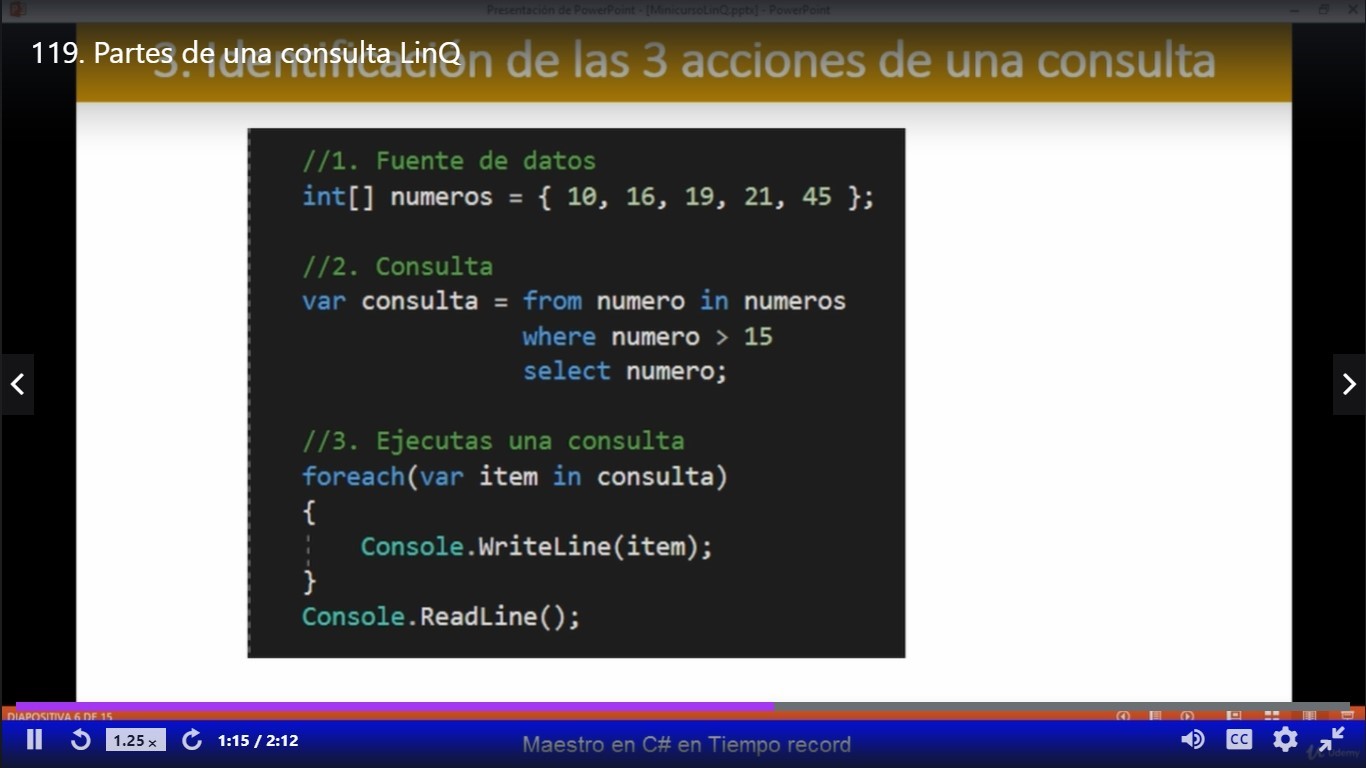 Presentación de PowerPoint - [MinicursoLinQ.pptx] - PowerPoint
119. Partes de una consulta LinQ
3. Identificación de las 3 acciones de una consulta
//1. Fuente de datos
int[] numeros = { 10, 16, 19, 21, 45 };
//2. Consulta
var consulta = from numero in numeros
where numero > 15
select numero;
//3. Ejecutas una consulta
foreach(var item in consulta)
{
Console.WriteLine(item);
}
Console.ReadLine();
DIAPOSITIVA 6 DE 15
1.25 x
1:15 / 2:12
Maestro en C# en Tiempo record
CC
Udemy